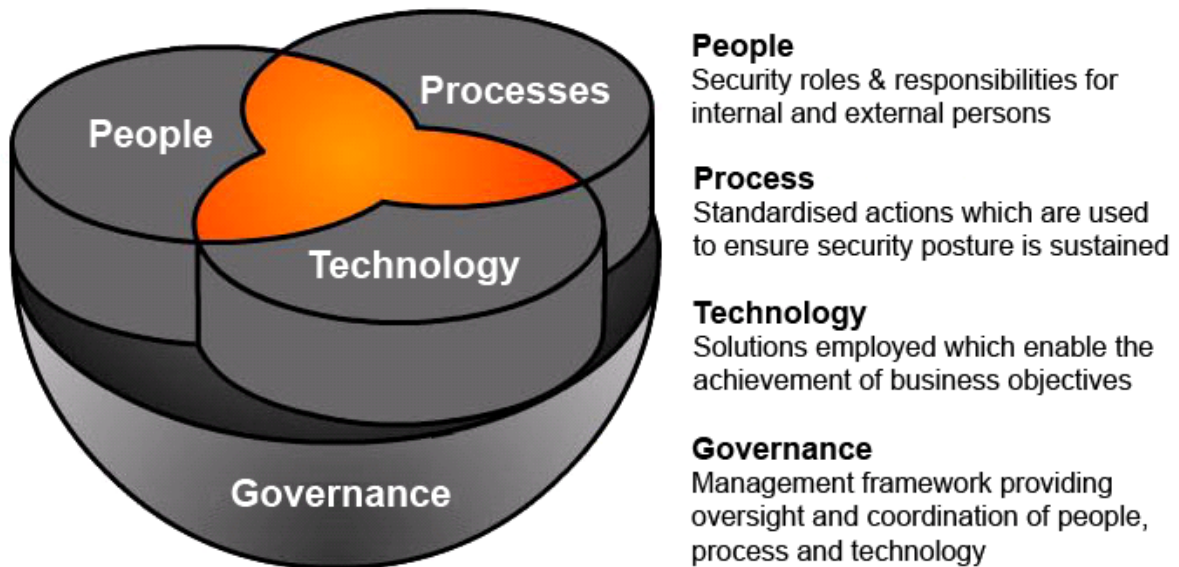 People
Processes
Technology
Governance
People
Security roles & responsibilities for
internal and external persons
Process
Standardised actions which are used
to ensure security posture is sustained
Technology
Solutions employed which enable the
achievement of business objectives
Governance
Management framework providing
oversight and coordination of people,
process and technology